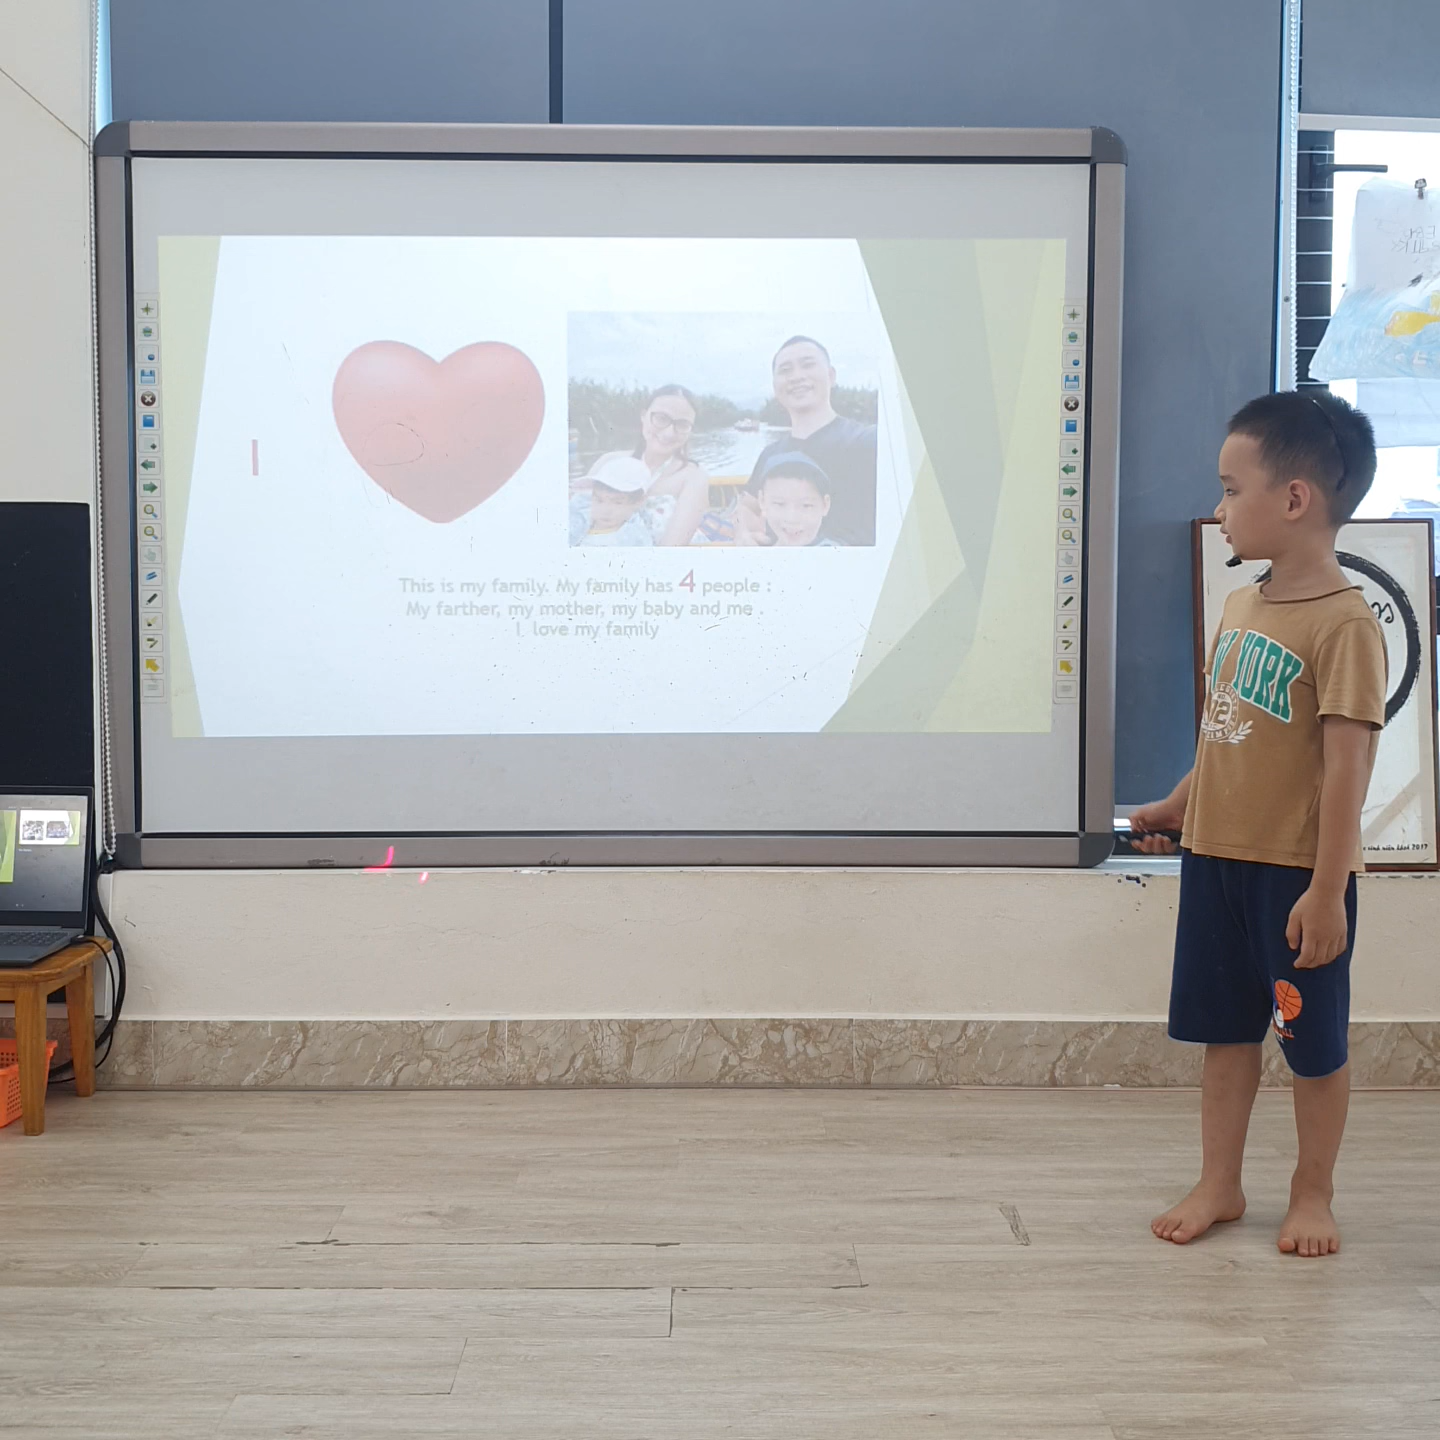 I
This is my family. My family has 4 people :
My farther, my mother, my baby and me .
I love my family
YORK
72